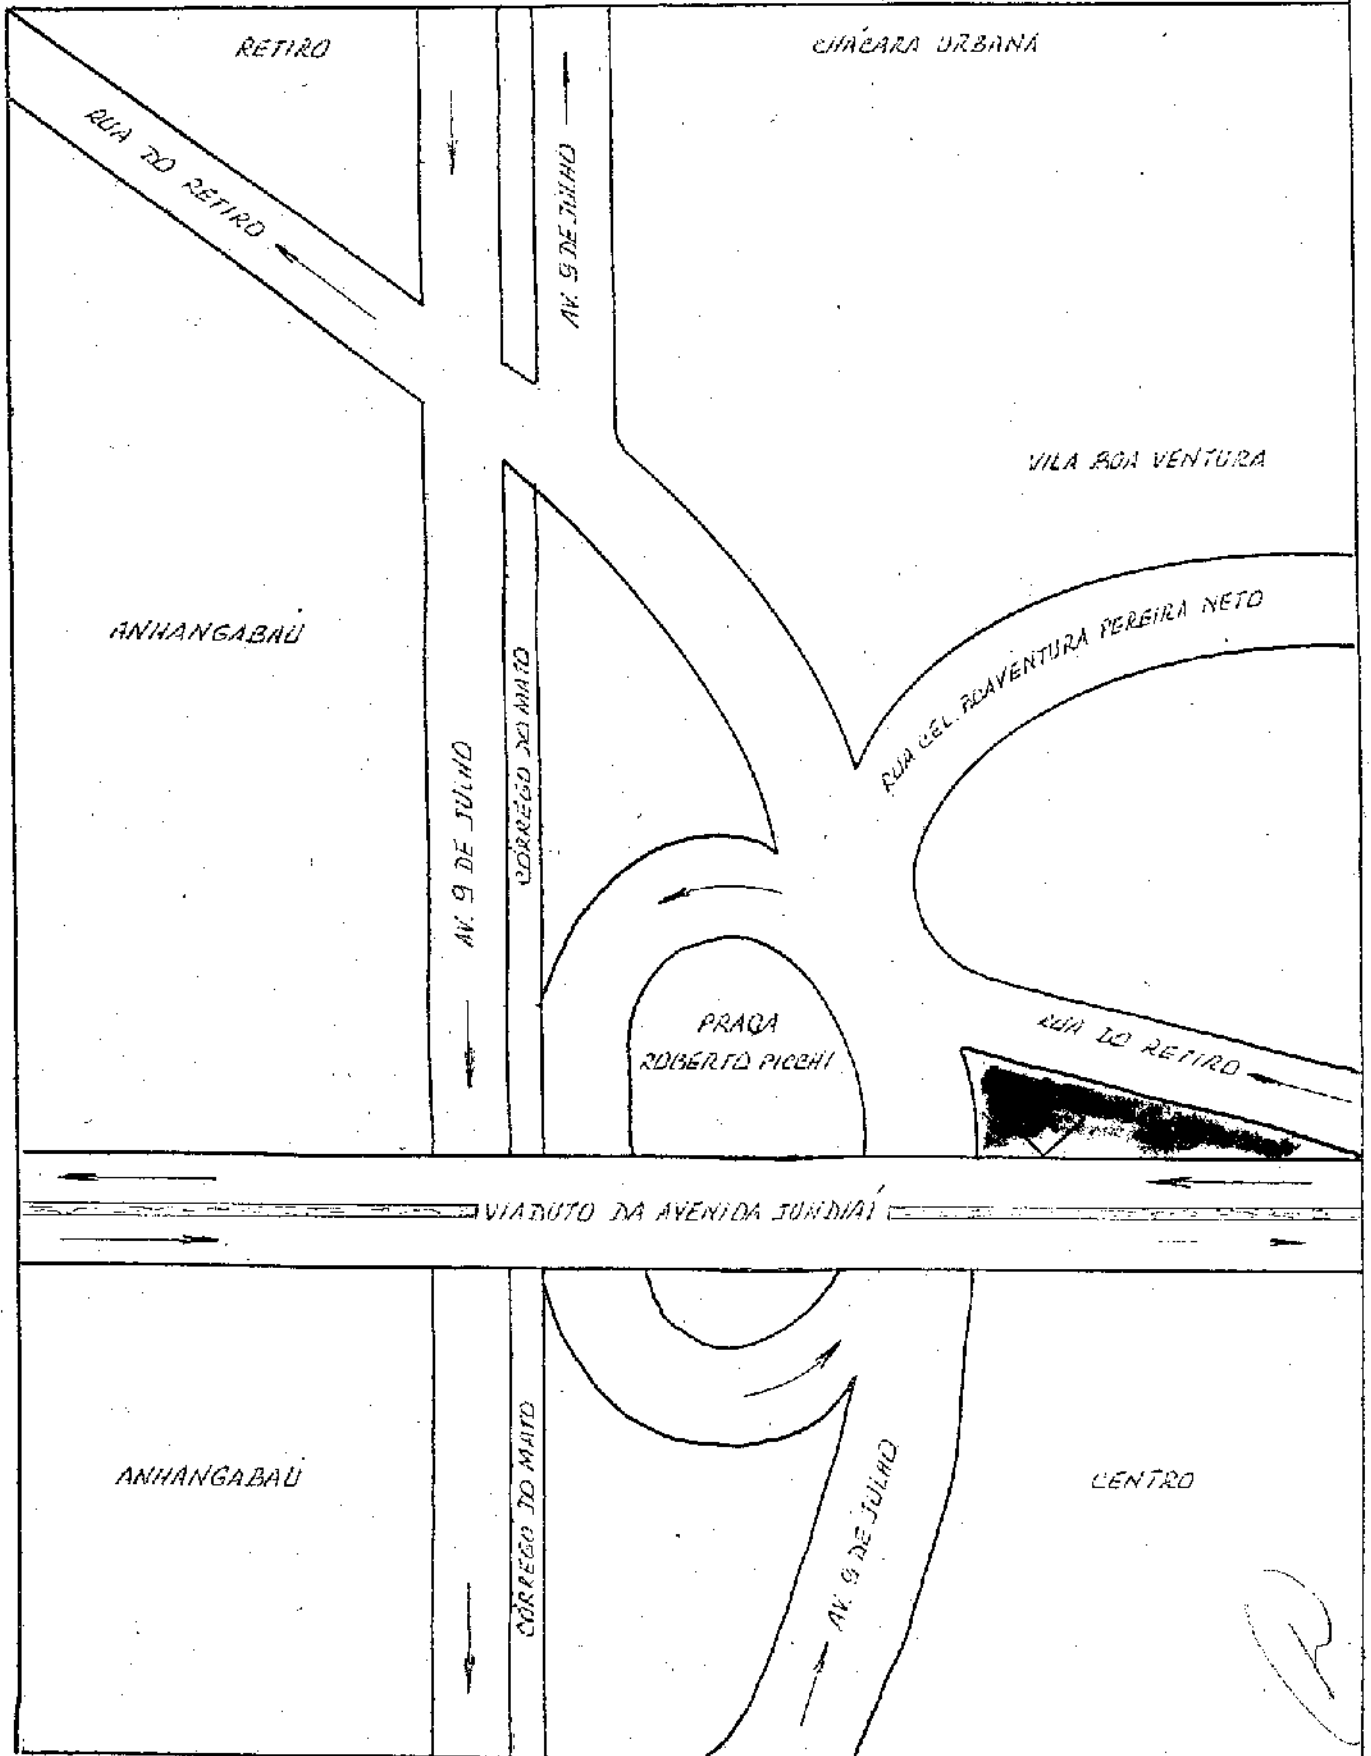 RETIRO
CHÁCARA URBANA
RUA DO RETIRO
AV. 9 DE JULHO
VILA BOA VENTURA
RUA CEL. BOAVENTURA PEREIRA NETO
ANHANGABAÚ
CÓRREGO DO MATO
AV. 9 DE JULHO
PRAÇA
ROBERTO PICCHI
RUA DO RETIRO
VIADUTO DA AVENIDA JUNDIAÍ
ANHANGABAÚ
CÓRREGO DO MATO
AV. 9 DE JULHO
CENTRO